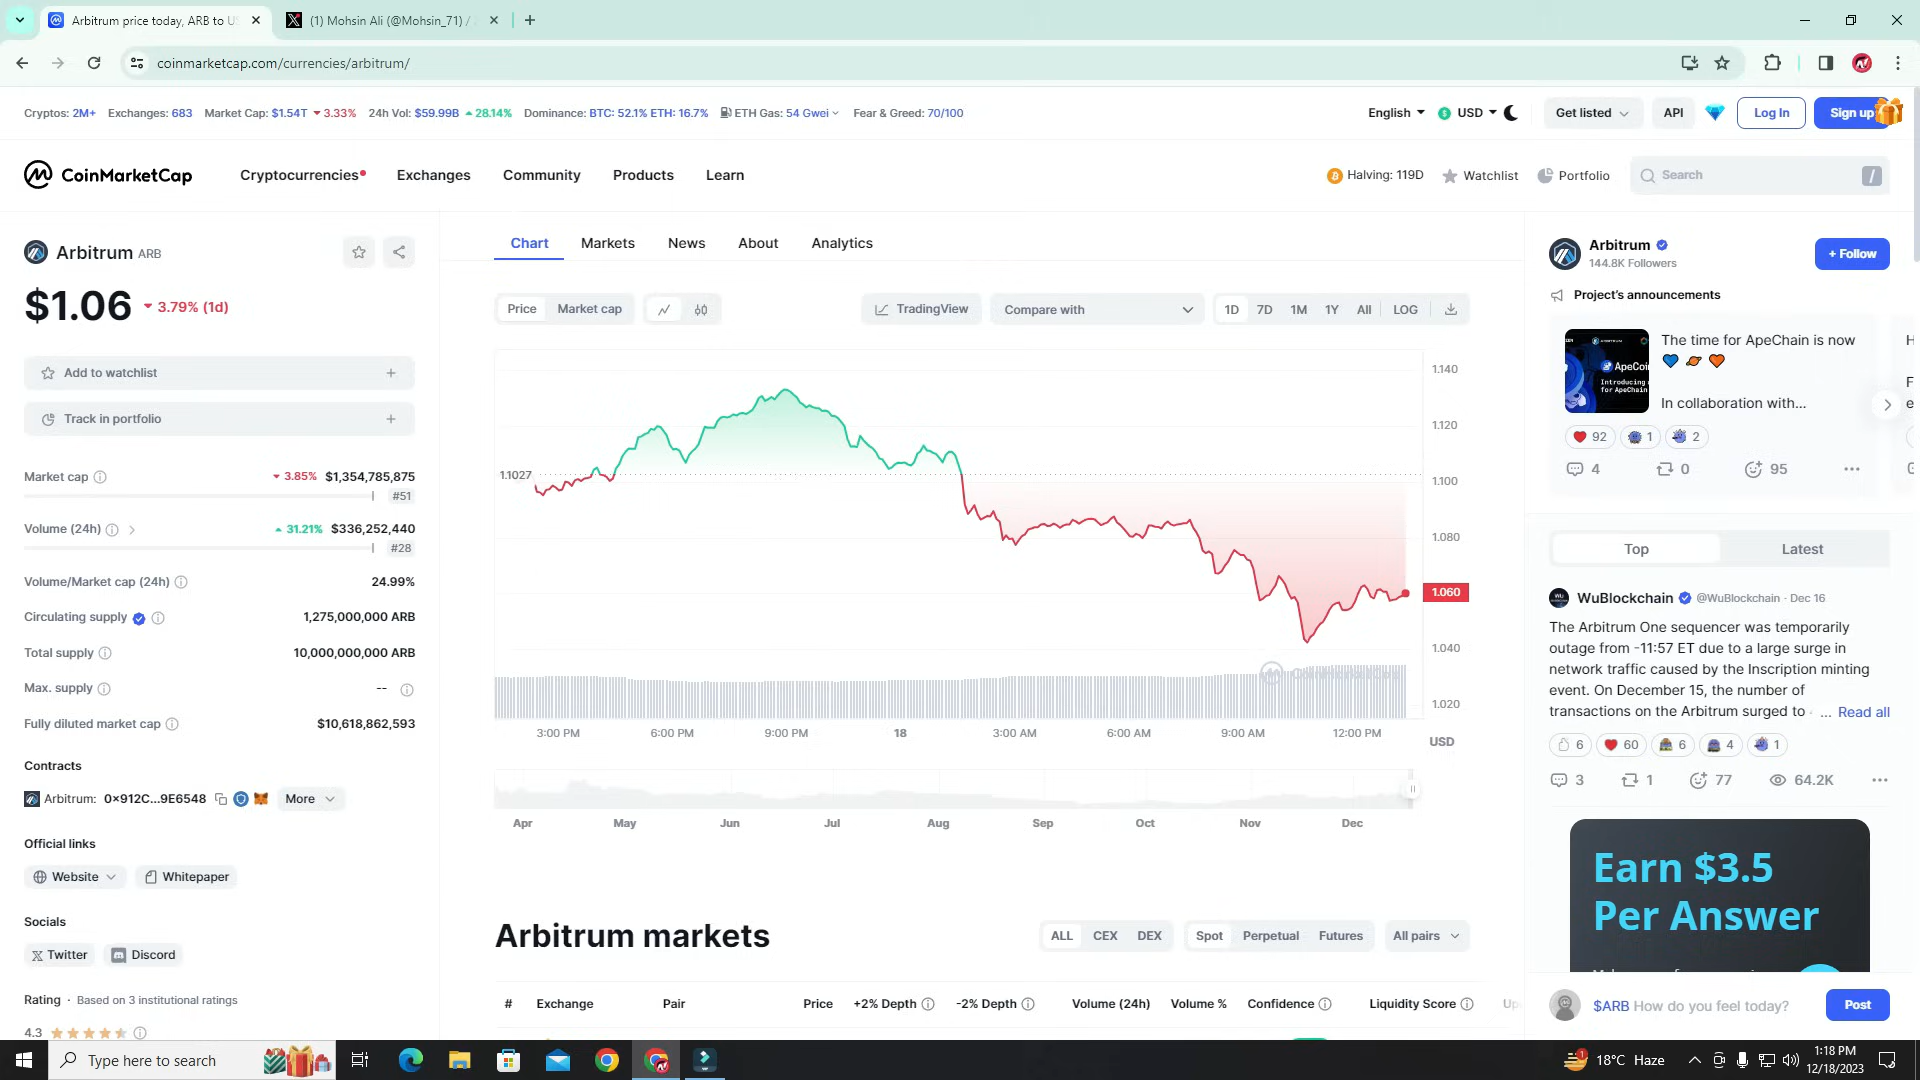 Arbitrum price today, ARB to US
(1) Mohsin Ali (@Mohsin_71) /
coinmarketcap.com/currencies/arbitrum/
Cryptos: 2M+ Exchanges: 683 Market Cap: $1.54T 3.33% 24h Vol: $59.99B 28.14% Dominance: BTC: 52.1% ETH: 16.7% ETH Gas: 54 Gwei Fear & Greed: 70/100
English USD Get listed API Log In Sign up
CoinMarketCap Cryptocurrencies Exchanges Community Products Learn
Halving: 119D Watchlist Portfolio Search /
Arbitrum ARB
$1.06 3.79% (1d)
Add to watchlist +
Track in portfolio +
Market cap 3.85% $1,354,785,875
#51
Volume (24h) 31.21% $336,252,440
#28
Volume/Market cap (24h) 24.99%
Circulating supply 1,275,000,000 ARB
Total supply 10,000,000,000 ARB
Max. supply --
Fully diluted market cap $10,618,862,593
Contracts
Arbitrum: 0x912C...9E6548 More
Official links
Website Whitepaper
Socials
Twitter Discord
Rating · Based on 3 institutional ratings
4.3
Chart Markets News About Analytics
Price Market cap TradingView Compare with 1D 7D 1M 1Y All LOG
1.140
1.120
1.1027
1.100
1.080
1.060
1.040
1.020
CoinMarketCap
3:00 PM 6:00 PM 9:00 PM 18 3:00 AM 6:00 AM 9:00 AM 12:00 PM
USD
Apr May Jun Jul Aug Sep Oct Nov Dec
Arbitrum markets
ALL CEX DEX Spot Perpetual Futures All pairs
# Exchange Pair Price +2% Depth -2% Depth Volume (24h) Volume % Confidence Liquidity Score
Arbitrum
144.8K Followers
+ Follow
Project's announcements
The time for ApeChain is now
In collaboration with...
92 1 2
4 0 95
Top Latest
WuBlockchain @WuBlockchain · Dec 16
The Arbitrum One sequencer was temporarily
outage from -11:57 ET due to a large surge in
network traffic caused by the Inscription minting
event. On December 15, the number of
transactions on the Arbitrum surged to ... Read all
6 60 6 4 1
3 1 77 64.2K
Earn $3.5
Per Answer
$ARB How do you feel today? Post
Type here to search
18°C Haze
1:18 PM
12/18/2023